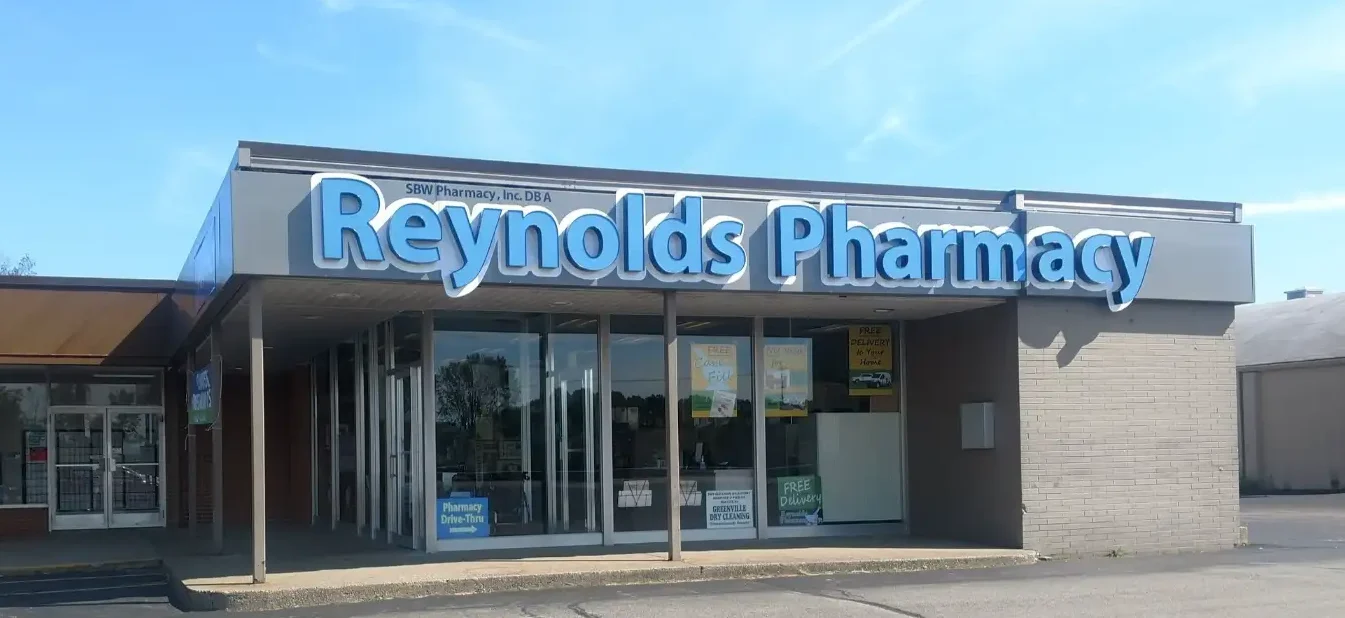 SBW Pharmacy, Inc. DBA
Reynolds Pharmacy
FREE
FREE
DELIVERY
to Your
Home
Pharmacy
Drive-Thru
FREE
Delivery
GREENVILLE
DRY CLEANING